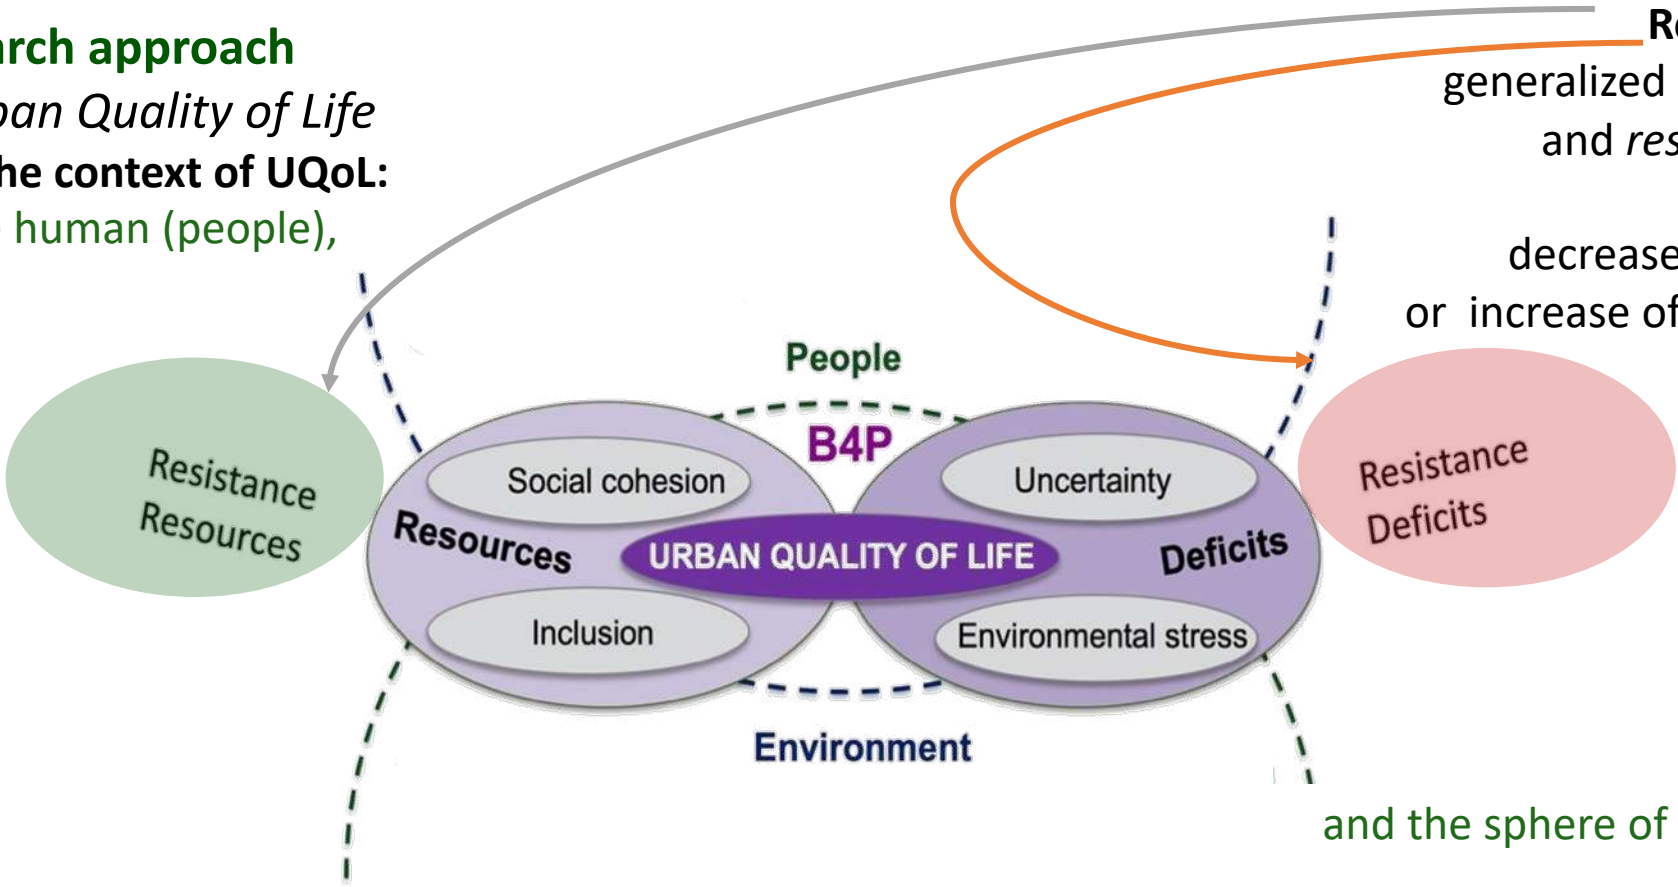 arch approach
ban Quality of Life
the context of UQoL:
human (people),
Re
generalized
and res
decrease
or increase of
People
B4P
Resistance
Resources
Social cohesion
Resources
Inclusion
URBAN QUALITY OF LIFE
Uncertainty
Deficits
Environmental stress
Resistance
Deficits
Environment
and the sphere of